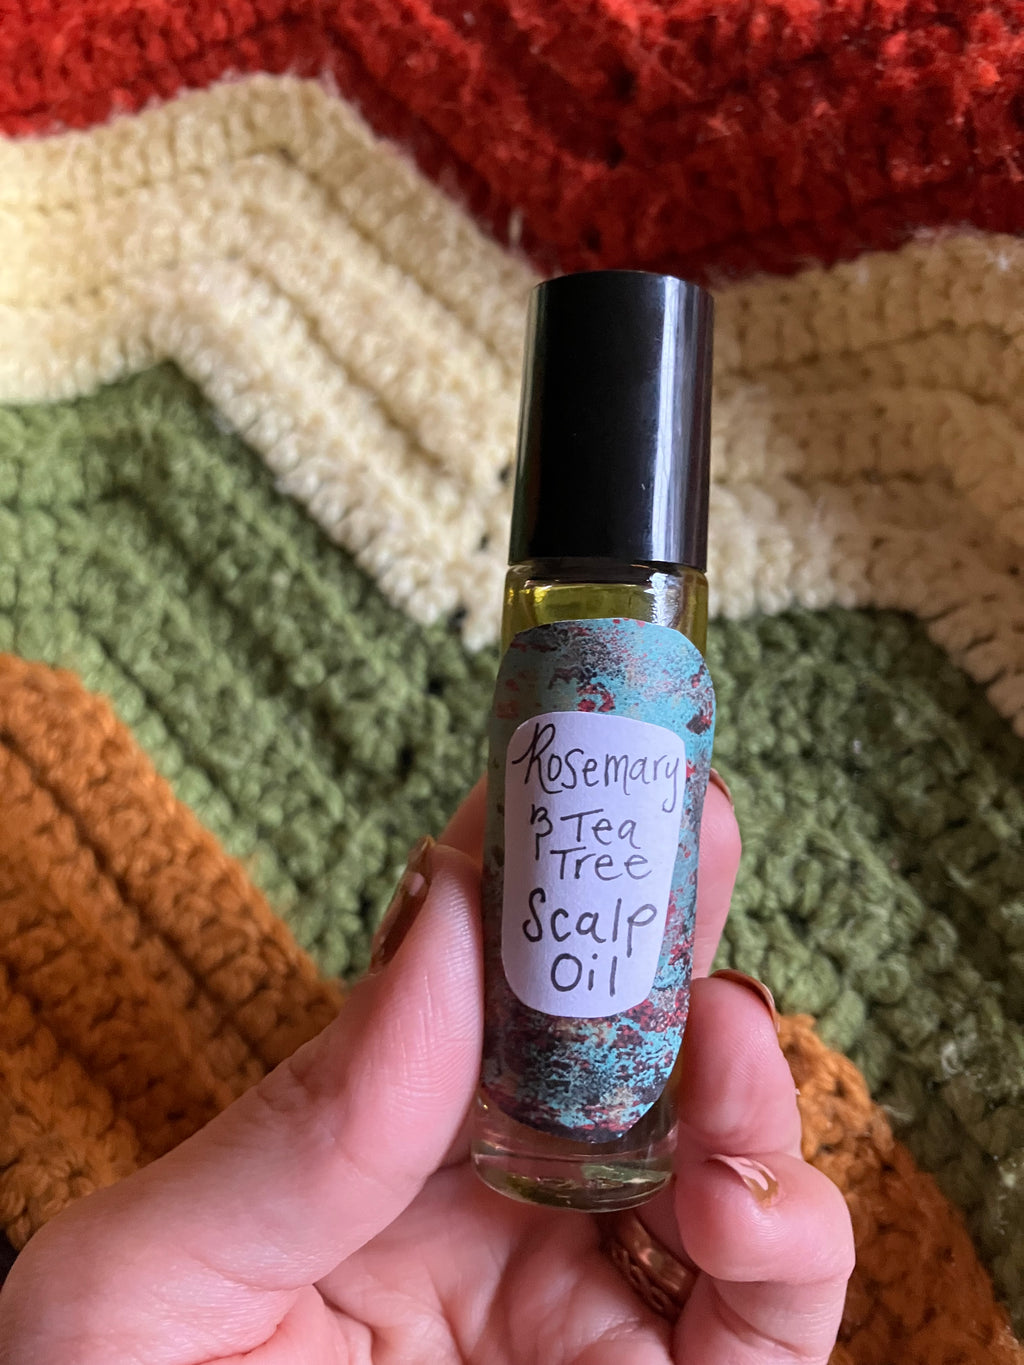 Rosemary
& Tea
Tree
Scalp
Oil